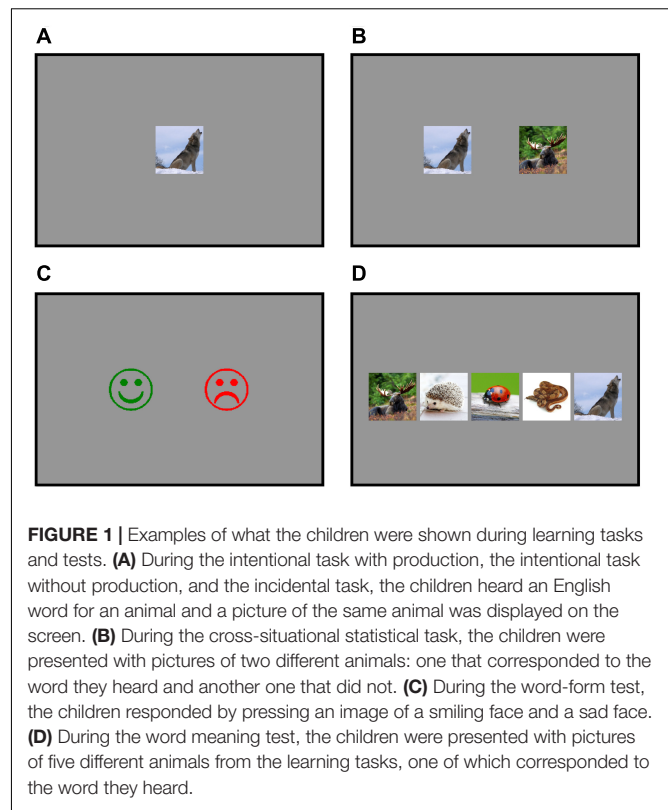 A
B
C
D
FIGURE 1 | Examples of what the children were shown during learning tasks
and tests. (A) During the intentional task with production, the intentional task
without production, and the incidental task, the children heard an English
word for an animal and a picture of the same animal was displayed on the
screen. (B) During the cross-situational statistical task, the children were
presented with pictures of two different animals: one that corresponded to the
word they heard and another one that did not. (C) During the word-form test,
the children responded by pressing an image of a smiling face and a sad face.
(D) During the word meaning test, the children were presented with pictures
of five different animals from the learning tasks, one of which corresponded to
the word they heard.